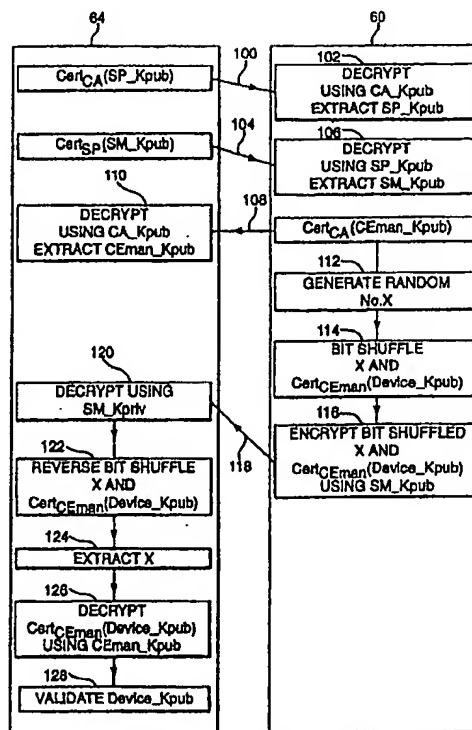 64
60
Cert_CA(SP_Kpub)
100
102
DECRYPT
USING CA_Kpub
EXTRACT SP_Kpub
Cert_SP(SM_Kpub)
104
106
DECRYPT
USING SP_Kpub
EXTRACT SM_Kpub
110
DECRYPT
USING CA_Kpub
EXTRACT CEman_Kpub
108
Cert_CA(CEman_Kpub)
112
GENERATE RANDOM
No.X
114
BIT SHUFFLE
X AND
Cert_CEman(Device_Kpub)
116
ENCRYPT BIT SHUFFLED
X AND
Cert_CEman(Device_Kpub)
USING SM_Kpub
118
120
DECRYPT USING
SM_Kpriv
122
REVERSE BIT SHUFFLE
X AND
Cert_CEman(Device_Kpub)
124
EXTRACT X
126
DECRYPT
Cert_CEman(Device_Kpub)
USING CEman_Kpub
128
VALIDATE Device_Kpub